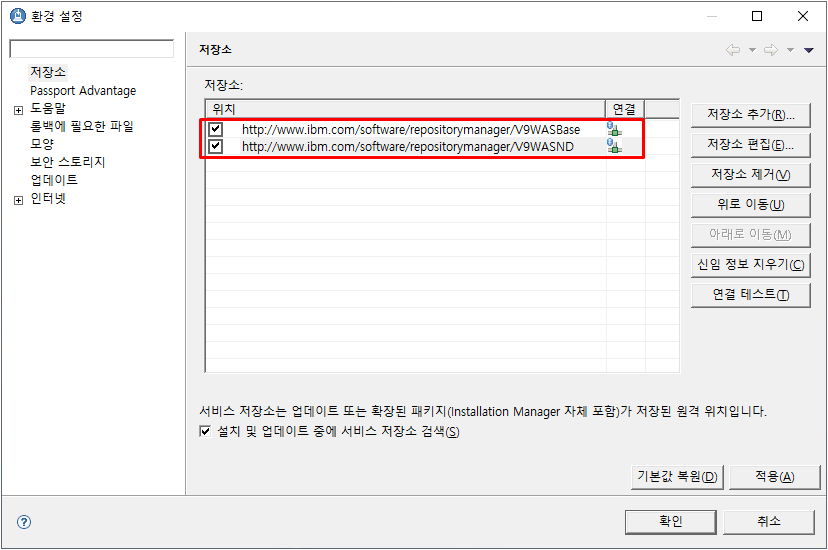 환경 설정
저장소
Passport Advantage
도움말
롤백에 필요한 파일
모양
보안 스토리지
업데이트
인터넷
저장소
저장소:
위치 연결
http://www.ibm.com/software/repositorymanager/V9WASBase
http://www.ibm.com/software/repositorymanager/V9WASND
저장소 추가(R)...
저장소 편집(E)...
저장소 제거(V)
위로 이동(U)
아래로 이동(M)
신임 정보 지우기(C)
연결 테스트(T)
서비스 저장소는 업데이트 또는 확장된 패키지(Installation Manager 자체 포함)가 저장된 원격 위치입니다.
설치 및 업데이트 중에 서비스 저장소 검색(S)
기본값 복원(D) 적용(A)
확인 취소